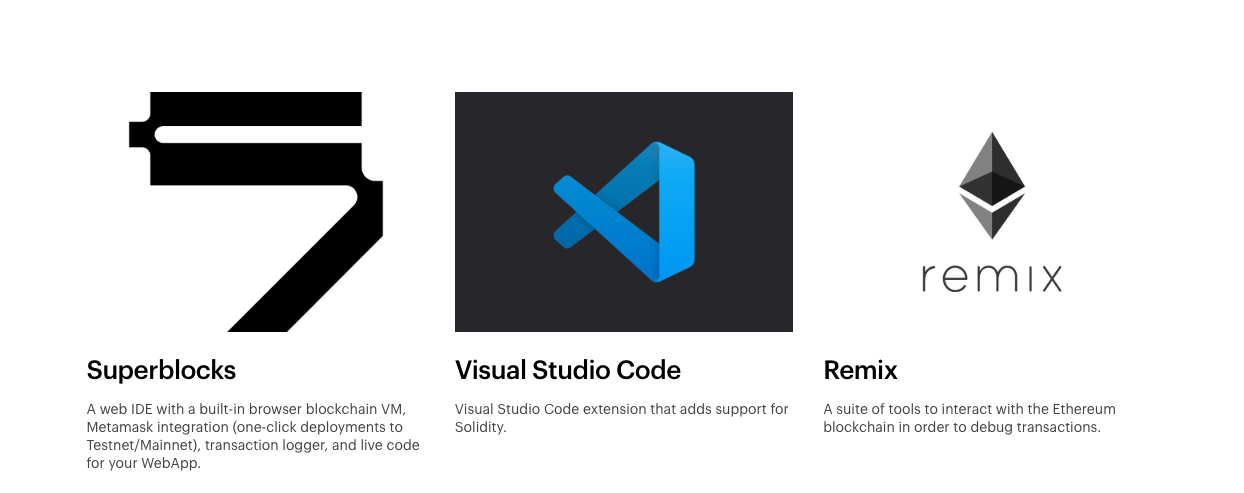 remix
Superblocks
A web IDE with a built-in browser blockchain VM,
Metamask integration (one-click deployments to
Testnet/Mainnet), transaction logger, and live code
for your WebApp.
Visual Studio Code
Visual Studio Code extension that adds support for
Solidity.
Remix
A suite of tools to interact with the Ethereum
blockchain in order to debug transactions.